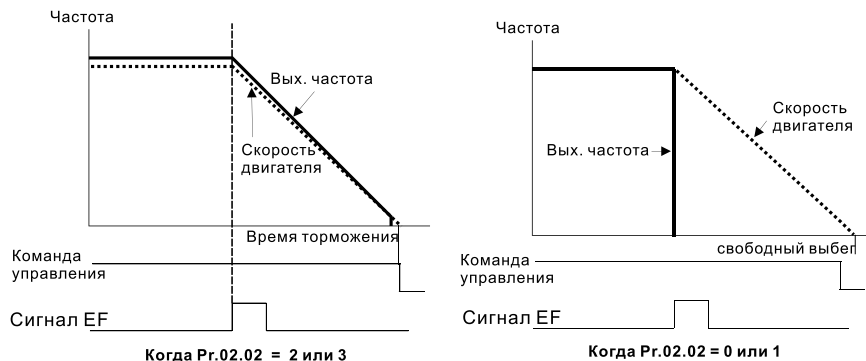 Частота
Вых. частота
Скорость
двигателя
Время торможения
Команда
управления
Сигнал EF
Когда Pr.02.02 = 2 или 3
Частота
Скорость
двигателя
Вых. частота
свободный выбег
Команда
управления
Сигнал EF
Когда Pr.02.02 = 0 или 1